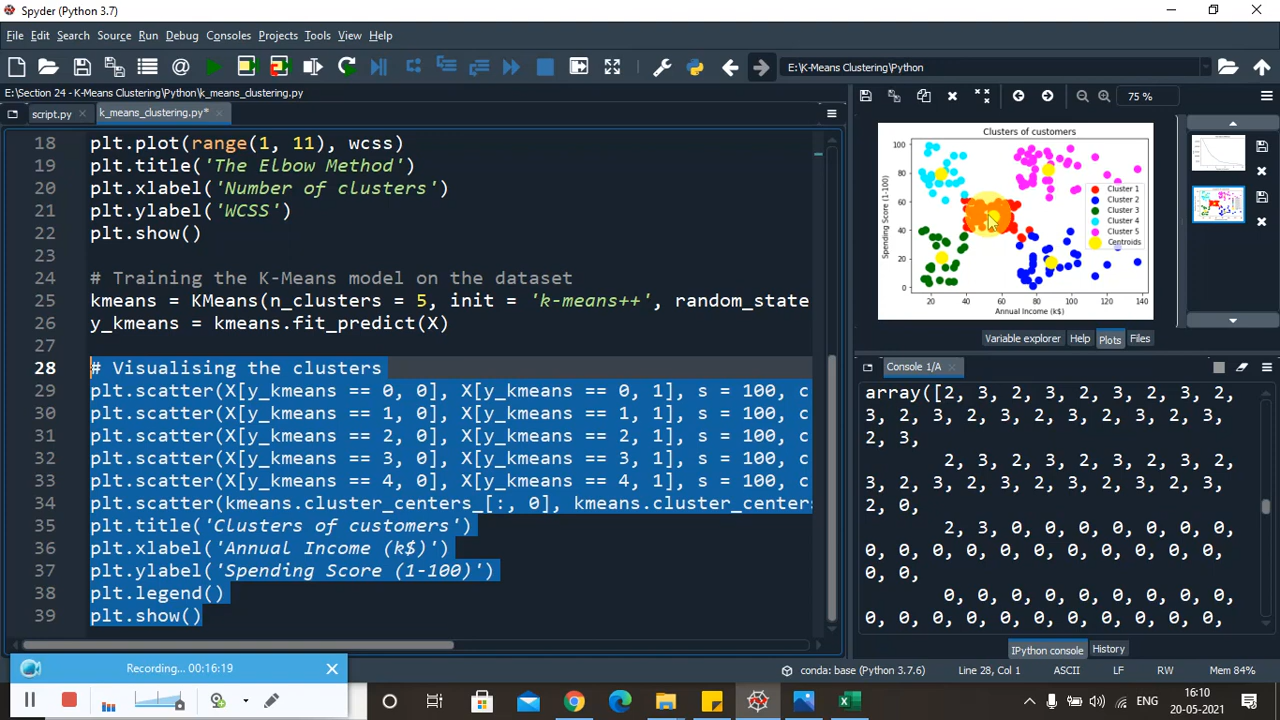 Spyder (Python 3.7)
File Edit Search Source Run Debug Consoles Projects Tools View Help
E:\K-Means Clustering\Python
E:\Section 24 - K-Means Clustering\Python\k_means_clustering.py
script.py k_means_clustering.py*
18 plt.plot(range(1, 11), wcss)
19 plt.title('The Elbow Method')
20 plt.xlabel('Number of clusters')
21 plt.ylabel('WCSS')
22 plt.show()
23
24 # Training the K-Means model on the dataset
25 kmeans = KMeans(n_clusters = 5, init = 'k-means++', random_state
26 y_kmeans = kmeans.fit_predict(X)
27
28 # Visualising the clusters
29 plt.scatter(X[y_kmeans == 0, 0], X[y_kmeans == 0, 1], s = 100, c
30 plt.scatter(X[y_kmeans == 1, 0], X[y_kmeans == 1, 1], s = 100, c
31 plt.scatter(X[y_kmeans == 2, 0], X[y_kmeans == 2, 1], s = 100, c
32 plt.scatter(X[y_kmeans == 3, 0], X[y_kmeans == 3, 1], s = 100, c
33 plt.scatter(X[y_kmeans == 4, 0], X[y_kmeans == 4, 1], s = 100, c
34 plt.scatter(kmeans.cluster_centers_[:, 0], kmeans.cluster_centers
35 plt.title('Clusters of customers')
36 plt.xlabel('Annual Income (k$)')
37 plt.ylabel('Spending Score (1-100)')
38 plt.legend()
39 plt.show()
75 %
Clusters of customers
Spending Score (1-100)
100
80
60
40
20
0
20 40 60 80 100 120 140
Annual Income (k$)
Cluster 1
Cluster 2
Cluster 3
Cluster 4
Cluster 5
Centroids
Variable explorer Help Plots Files
Console 1/A
array([2, 3, 2, 3, 2, 3, 2, 3, 2,
3, 2, 3, 2, 3, 2, 3, 2, 3, 2, 3,
2, 3,
2, 3, 2, 3, 2, 3, 2, 3, 2,
3, 2, 3, 2, 3, 2, 3, 2, 3, 2, 3,
2, 0,
2, 3, 0, 0, 0, 0, 0, 0, 0,
0, 0, 0, 0, 0, 0, 0, 0, 0, 0, 0,
0, 0,
0, 0, 0, 0, 0, 0, 0, 0, 0,
0, 0, 0, 0, 0, 0, 0, 0, 0, 0, 0,
IPython console History
conda: base (Python 3.7.6) Line 28, Col 1 ASCII LF RW Mem 84%
Recording... 00:16:19
ENG
16:10
20-05-2021